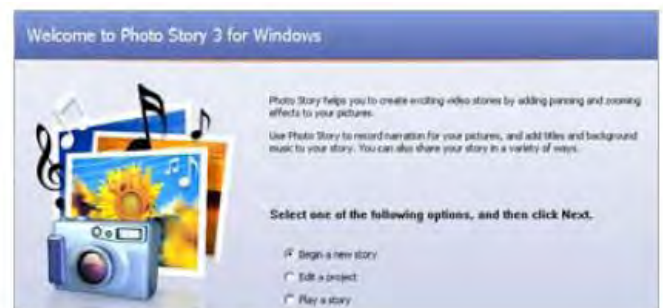 Welcome to Photo Story 3 for Windows
Photo Story helps you to create exciting video stories by adding panning and zooming
effects to your pictures.
Use Photo Story to record narration for your pictures, and add titles and background
music to your story. You can also share your story in a variety of ways.
Select one of the following options, and then click Next.
Begin a new story
Edit a project
Play a story